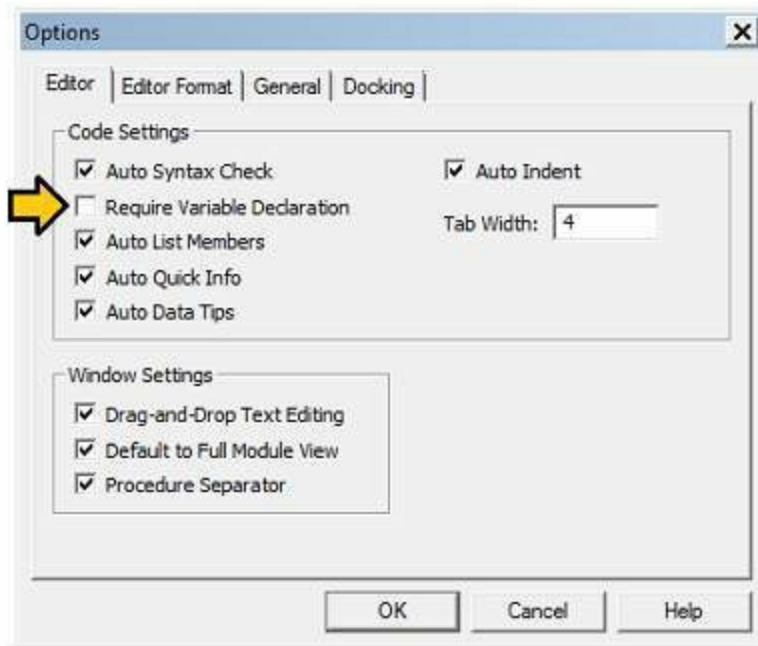 Options
Editor Editor Format General Docking
Code Settings
Auto Syntax Check
Require Variable Declaration
Auto List Members
Auto Quick Info
Auto Data Tips
Auto Indent
Tab Width: 4
Window Settings
Drag-and-Drop Text Editing
Default to Full Module View
Procedure Separator
OK Cancel Help